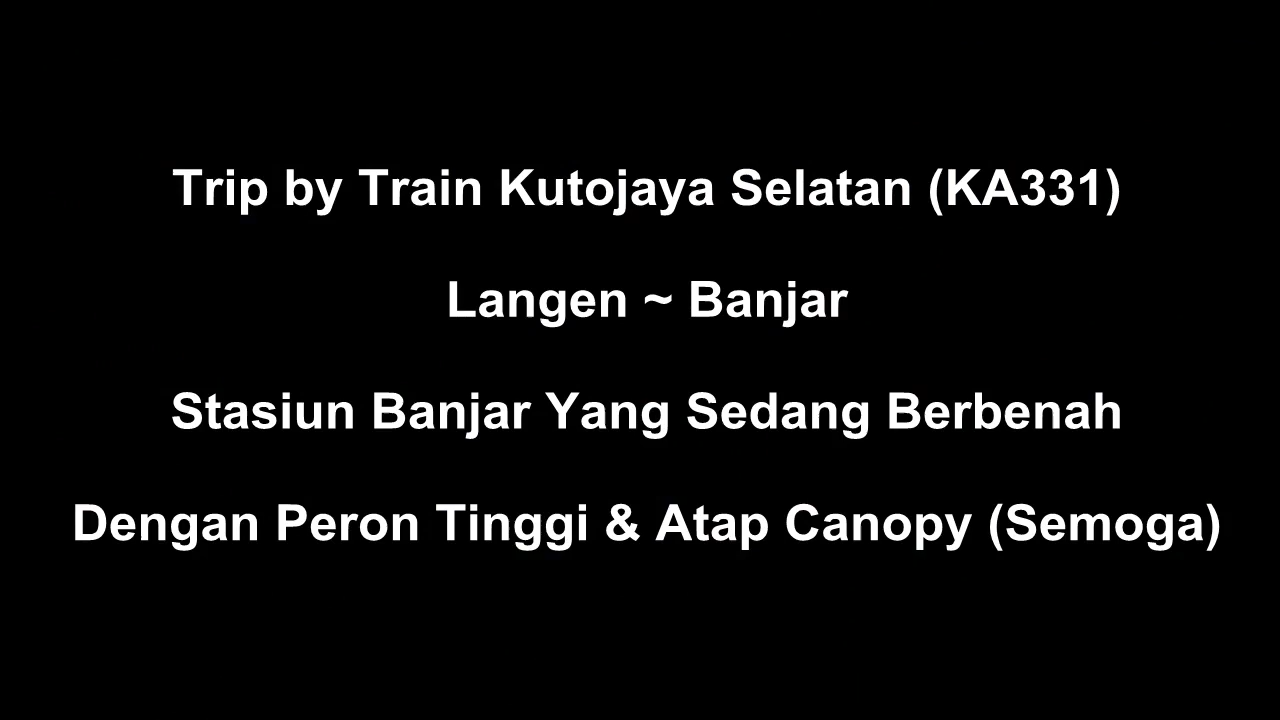 Trip by Train Kutojaya Selatan (KA331)
Langen ~ Banjar
Stasiun Banjar Yang Sedang Berbenah
Dengan Peron Tinggi & Atap Canopy (Semoga)